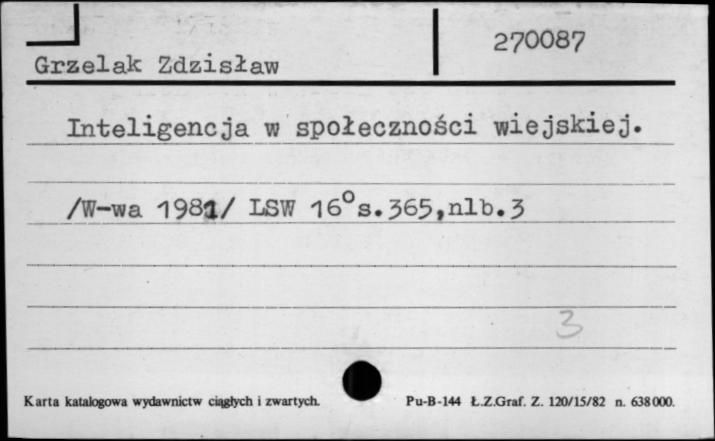 270087
Grzelak Zdzisław
Inteligencja w społeczności wiejskiej.
/W-wa 1981/ LSW 16° s.365,nlb.3
3
Karta katalogowa wydawnictw ciągłych i zwartych. Pu-B-144 Ł.Z.Graf. Z. 120/15/82 n. 638000.